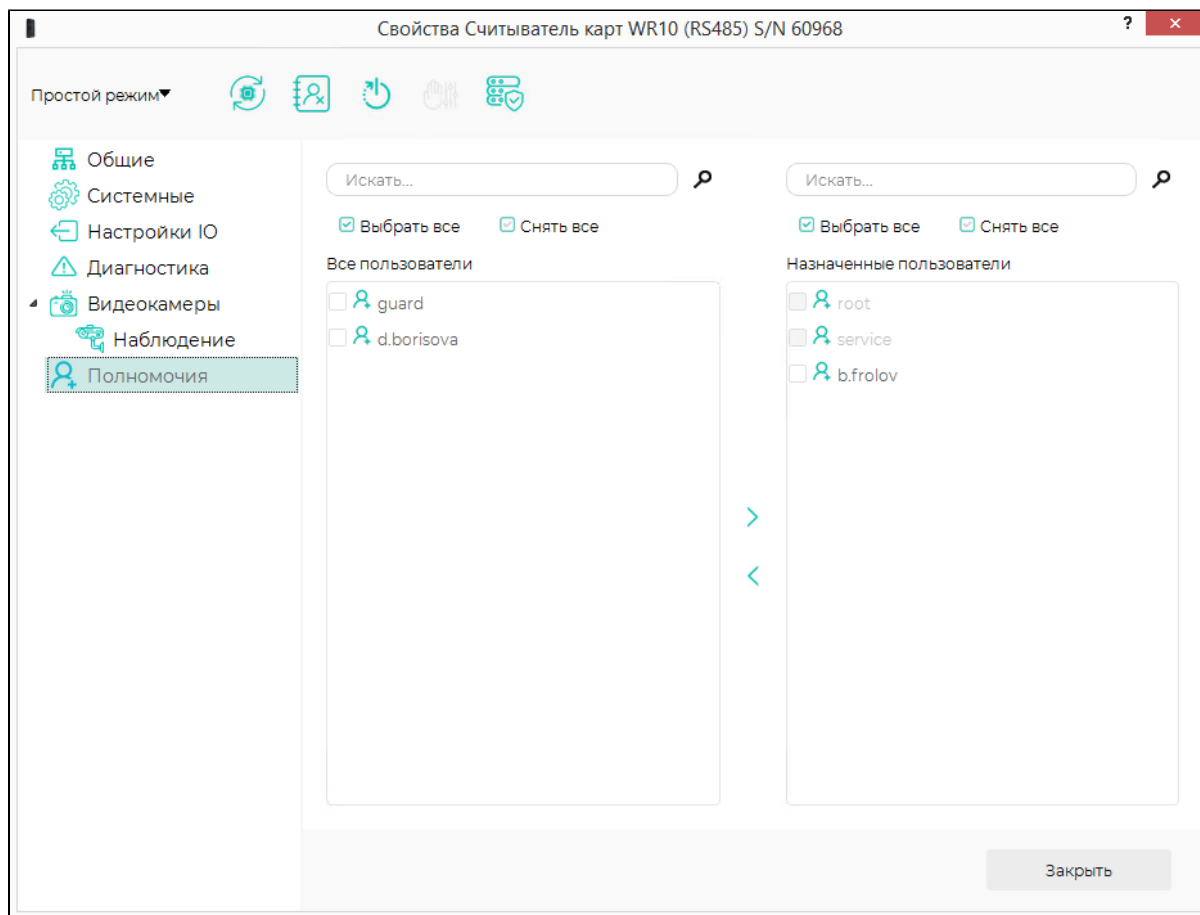 Свойства Считыватель карт WR10 (RS485) S/N 60968
?
Простой режим
Общие
Системные
Настройки IO
Диагностика
Видеокамеры
Наблюдение
Полномочия
Искать...
Выбрать все
Снять все
Все пользователи
guard
d.borisova
Искать...
Выбрать все
Снять все
Назначенные пользователи
root
service
b.frolov
Закрыть